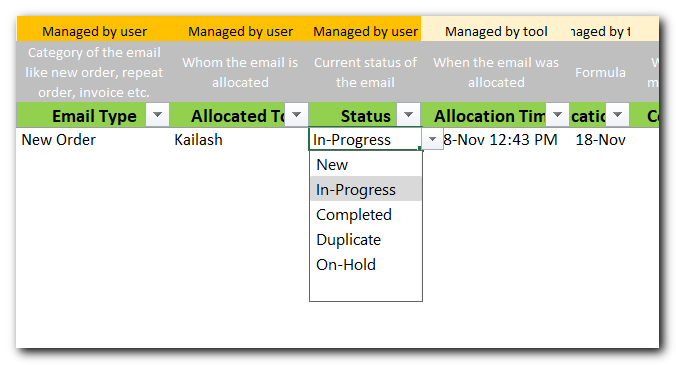 Managed by user Managed by user Managed by user Managed by tool naged by t
Category of the email like new order, repeat order, invoice etc.
Whom the email is allocated
Current status of the email
When the email was allocated
Formula
Email Type Allocated To Status Allocation Tim
New Order Kailash In-Progress 8-Nov 12:43 PM 18-Nov
New
In-Progress
Completed
Duplicate
On-Hold